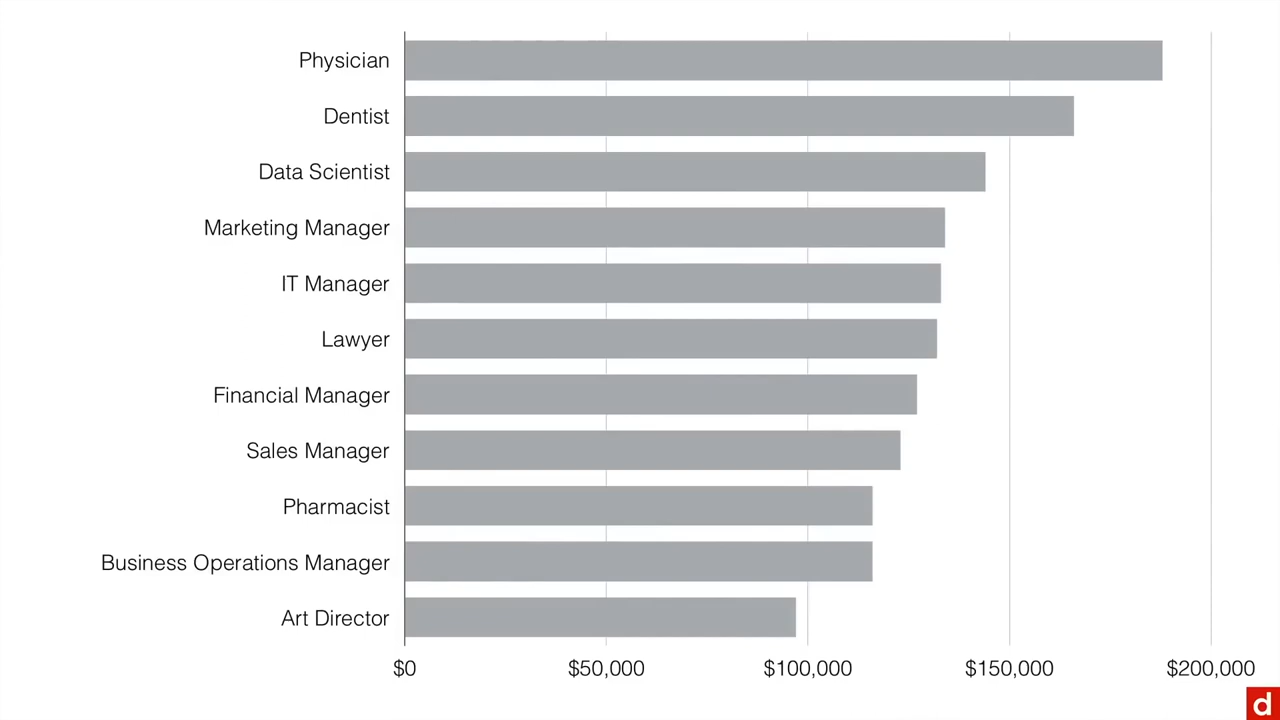 Physician
Dentist
Data Scientist
Marketing Manager
IT Manager
Lawyer
Financial Manager
Sales Manager
Pharmacist
Business Operations Manager
Art Director
$0 $50,000 $100,000 $150,000 $200,000
d